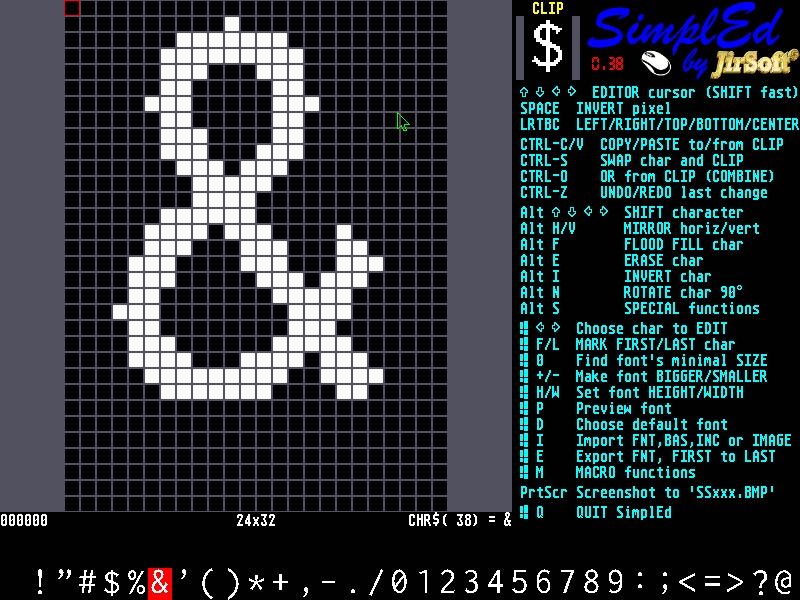 CLIP
$
SimplEd
0.38
by JirSoft®
⇧ ⇩ ⇦ ⇨ EDITOR cursor (SHIFT fast)
SPACE INVERT pixel
LRTBC LEFT/RIGHT/TOP/BOTTOM/CENTER
CTRL-C/V COPY/PASTE to/from CLIP
CTRL-S SWAP char and CLIP
CTRL-O OR from CLIP (COMBINE)
CTRL-Z UNDO/REDO last change
Alt ⇧ ⇩ ⇦ ⇨ SHIFT character
Alt H/V MIRROR horiz/vert
Alt F FLOOD FILL char
Alt E ERASE char
Alt I INVERT char
Alt N ROTATE char 90°
Alt S SPECIAL functions
⇦ ⇨ Choose char to EDIT
F/L MARK FIRST/LAST char
0 Find font's minimal SIZE
+/- Make font BIGGER/SMALLER
H/W Set font HEIGHT/WIDTH
P Preview font
D Choose default font
I Import FNT,BAS,INC or IMAGE
E Export FNT, FIRST to LAST
M MACRO functions
PrtScr Screenshot to 'SSxxx.BMP'
Q QUIT SimplEd
000000 24x32 CHR$( 38) = &
!"#$%&'()*+,-./0123456789:;<=>?@